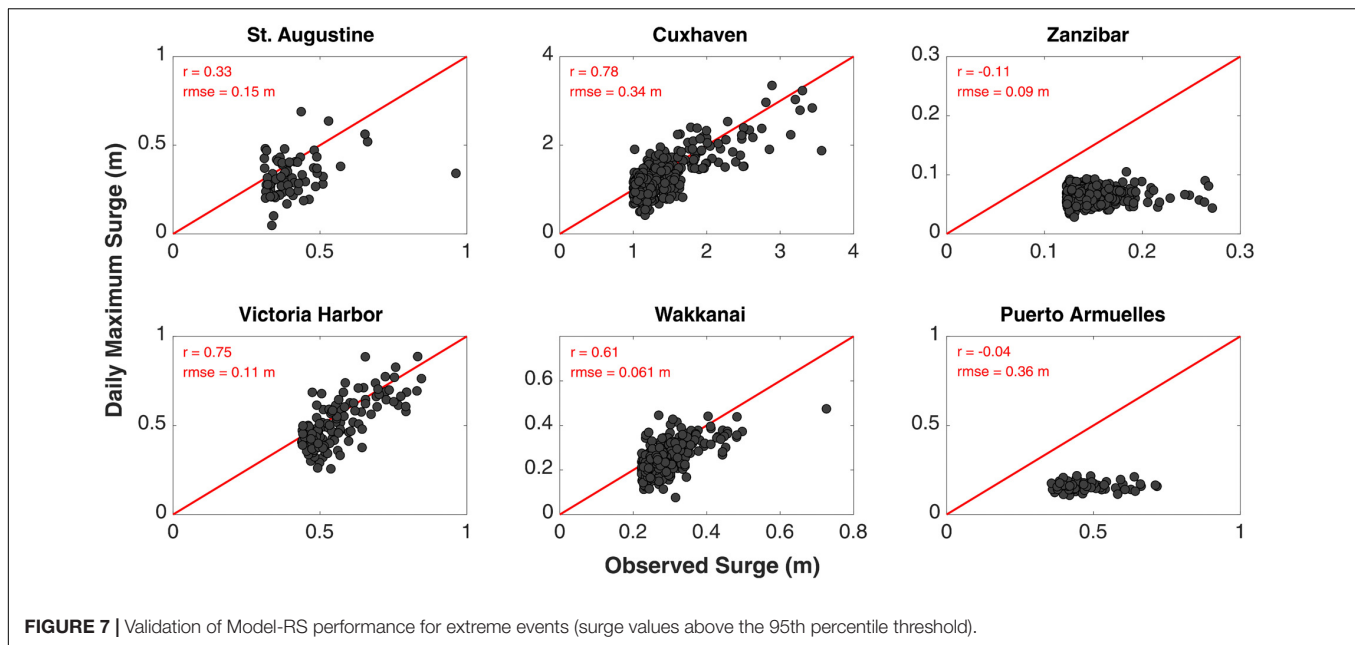 St. Augustine
Cuxhaven
Zanzibar
r = 0.33
rmse = 0.15 m
r = 0.78
rmse = 0.34 m
r = -0.11
rmse = 0.09 m
1
0.5
0
0
0.5
1
4
2
0
0
1
2
3
4
0.3
0.2
0.1
0
0
0.1
0.2
0.3
Daily Maximum Surge (m)
Victoria Harbor
Wakkanai
Puerto Armuelles
r = 0.75
rmse = 0.11 m
r = 0.61
rmse = 0.061 m
r = -0.04
rmse = 0.36 m
1
0.5
0
0
0.5
1
0.6
0.4
0.2
0
0
0.2
0.4
0.6
0.8
1
0.5
0
0
0.5
1
Observed Surge (m)
FIGURE 7 | Validation of Model-RS performance for extreme events (surge values above the 95th percentile threshold).